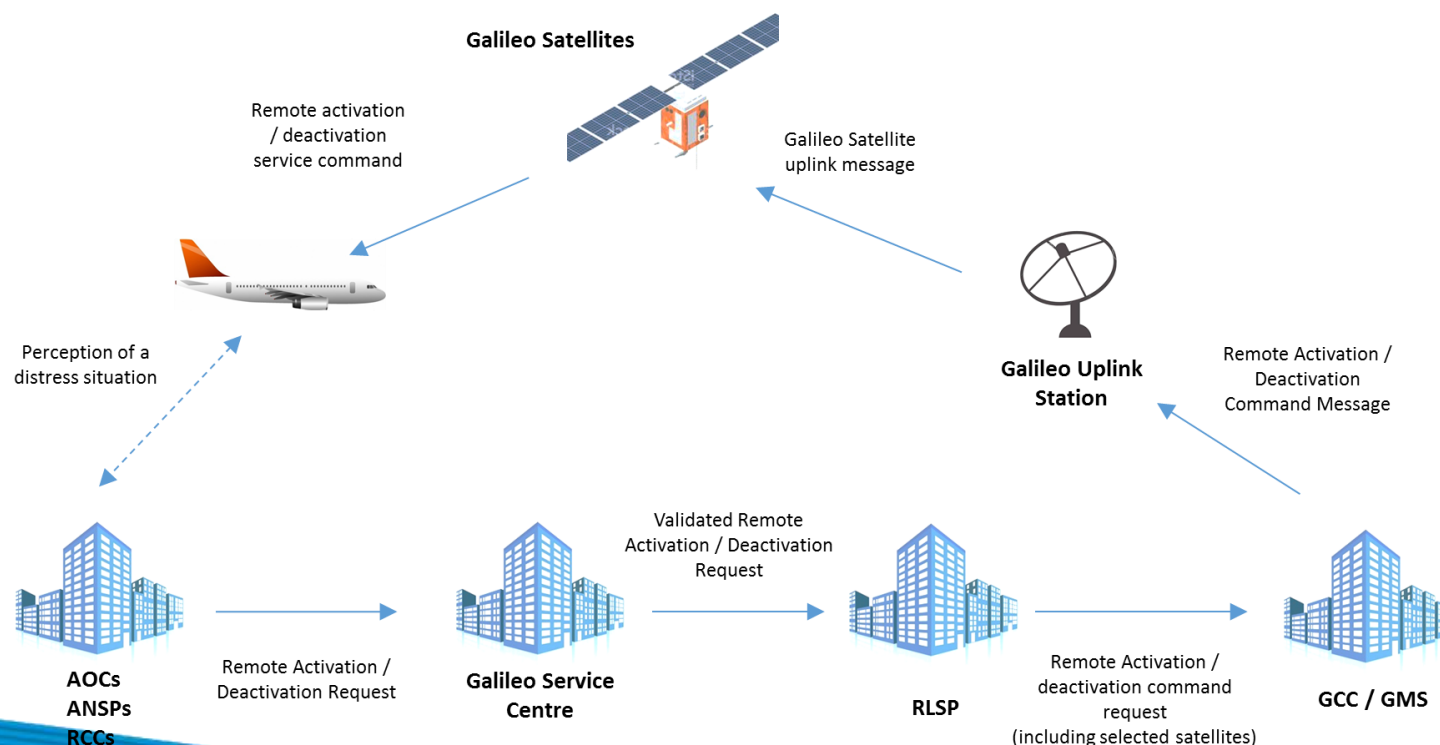 Galileo Satellites
Remote activation
/ deactivation
service command
Galileo Satellite
uplink message
Perception of a
distress situation
Galileo Uplink
Station
Remote Activation /
Deactivation
Command Message
Validated Remote
Activation / Deactivation
Request
AOCs
ANSPs
RCCs
Remote Activation /
Deactivation Request
Galileo Service
Centre
RLSP
Remote Activation /
deactivation command
request
(including selected satellites)
GCC / GMS